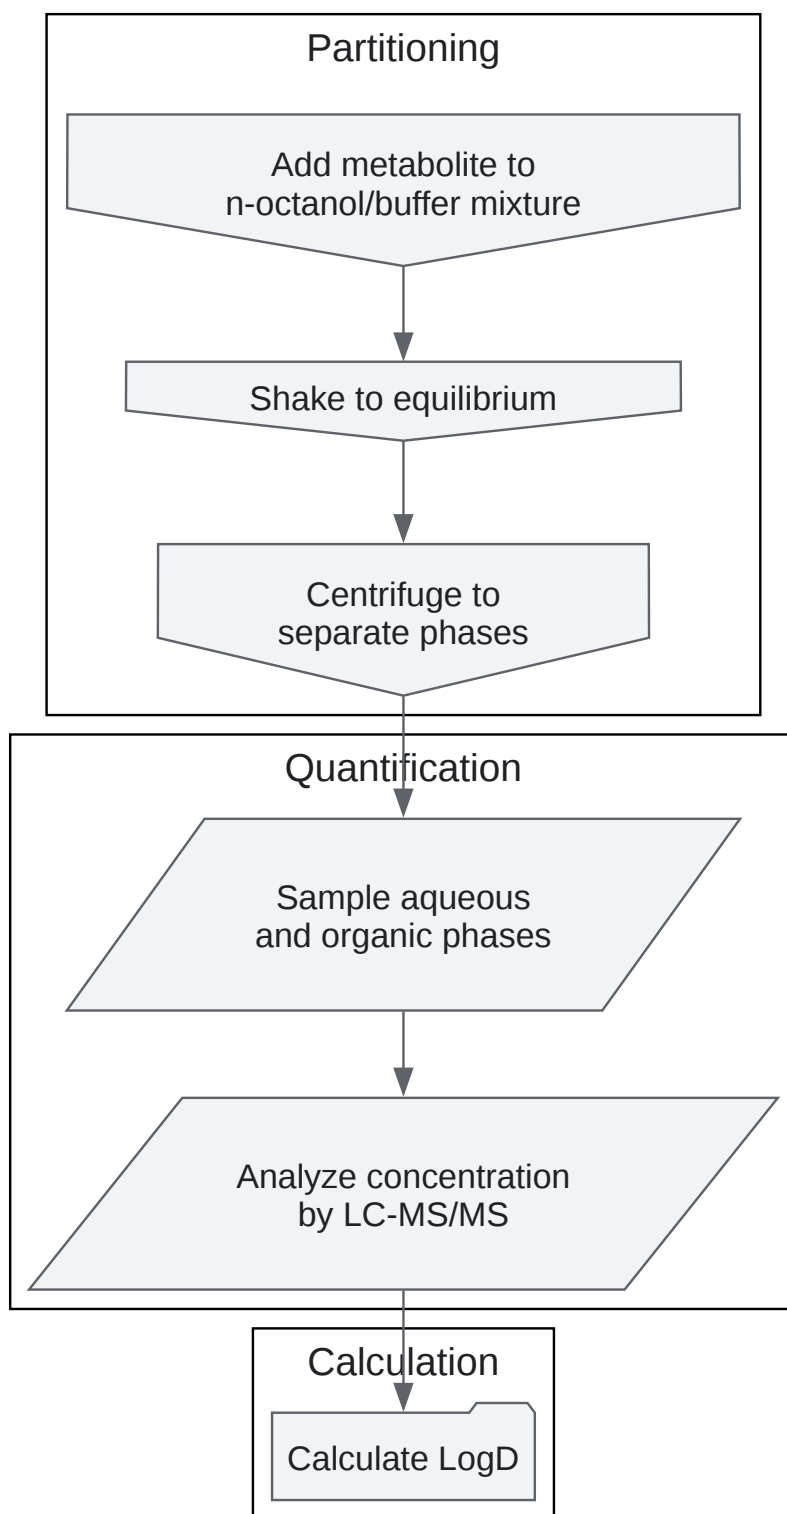 Partitioning
Add metabolite to
n-octanol/buffer mixture
Shake to equilibrium
Centrifuge to
separate phases
Quantification
Sample aqueous
and organic phases
Analyze concentration
by LC-MS/MS
Calculation
Calculate LogD